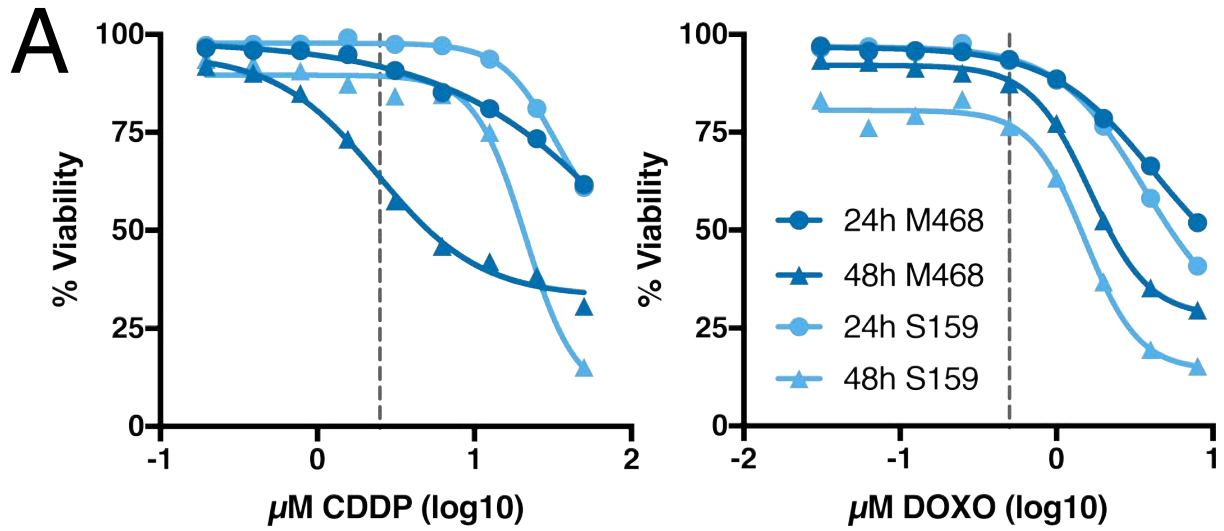 A
% Viability
100
75
50
25
0
-1
0
1
2
µM CDDP (log10)
% Viability
100
75
50
25
0
-2
-1
0
1
µM DOXO (log10)
24h M468
48h M468
24h S159
48h S159